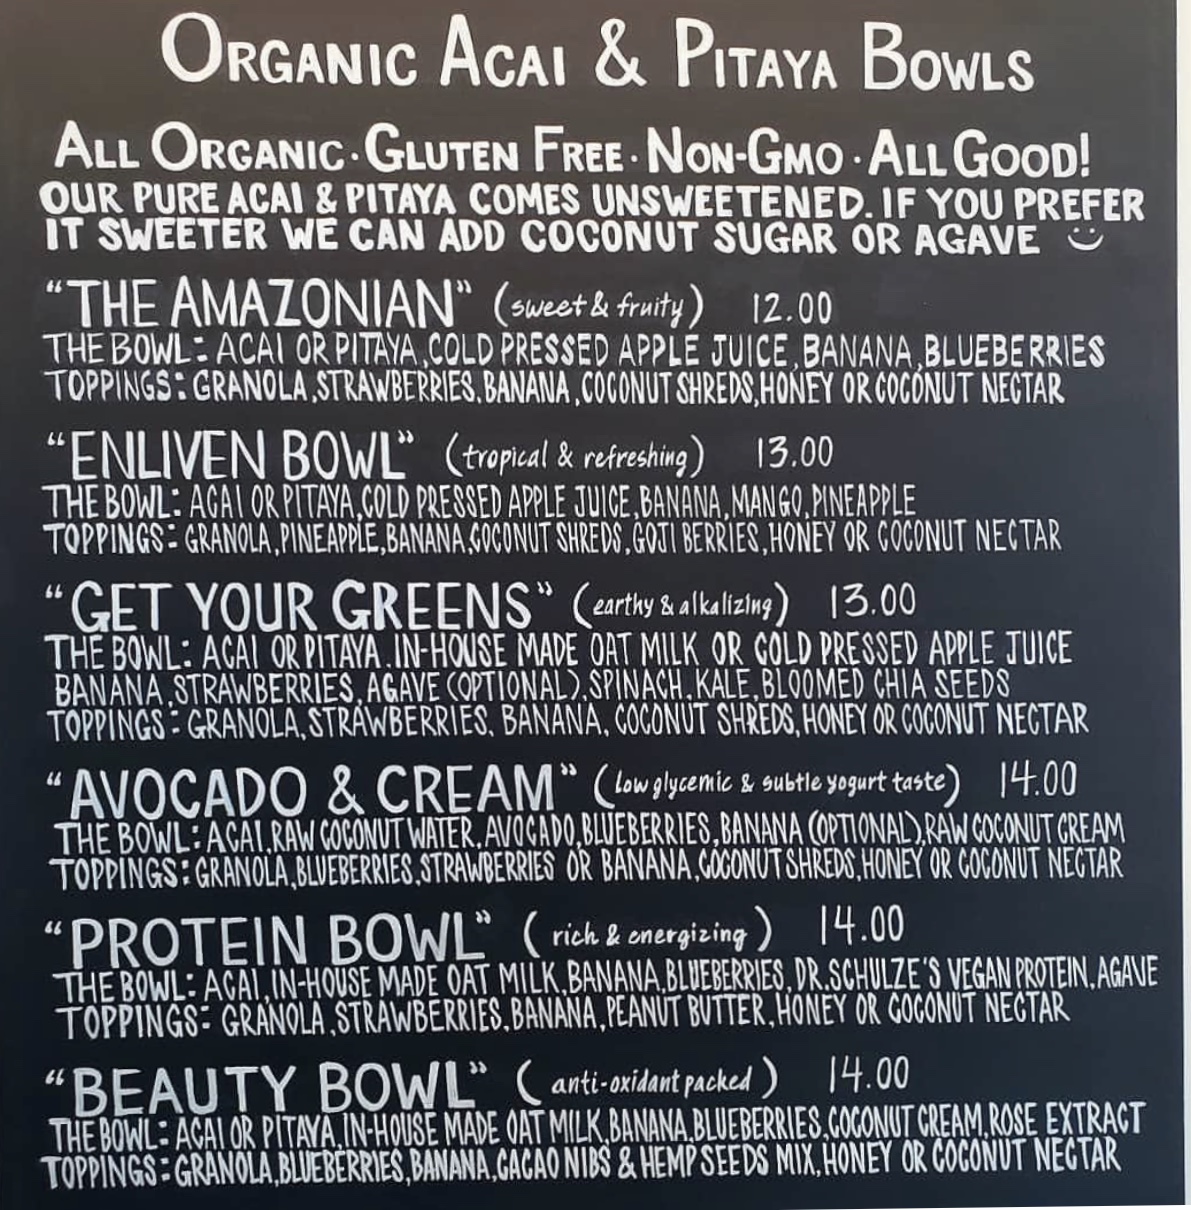 ORGANIC ACAI & PITAYA BOWLS
ALL ORGANIC · GLUTEN FREE · NON-GMO · ALL GOOD!
OUR PURE ACAI & PITAYA COMES UNSWEETENED. IF YOU PREFER
IT SWEETER WE CAN ADD COCONUT SUGAR OR AGAVE
"THE AMAZONIAN" (sweet & fruity) 12.00
THE BOWL: ACAI OR PITAYA, COLD PRESSED APPLE JUICE, BANANA, BLUEBERRIES
TOPPINGS: GRANOLA, STRAWBERRIES, BANANA, COCONUT SHREDS, HONEY OR COCONUT NECTAR
"ENLIVEN BOWL" (tropical & refreshing) 13.00
THE BOWL: ACAI OR PITAYA, COLD PRESSED APPLE JUICE, BANANA, MANGO, PINEAPPLE
TOPPINGS: GRANOLA, PINEAPPLE, BANANA, COCONUT SHREDS, GOJI BERRIES, HONEY OR COCONUT NECTAR
"GET YOUR GREENS" (earthy & alkalizing) 13.00
THE BOWL: ACAI OR PITAYA, IN-HOUSE MADE OAT MILK OR COLD PRESSED APPLE JUICE
BANANA, STRAWBERRIES, AGAVE (OPTIONAL), SPINACH, KALE, BLOOMED CHIA SEEDS
TOPPINGS: GRANOLA, STRAWBERRIES, BANANA, COCONUT SHREDS, HONEY OR COCONUT NECTAR
"AVOCADO & CREAM" (low glycemic & subtle yogurt taste) 14.00
THE BOWL: ACAI, RAW COCONUT WATER, AVOCADO, BLUEBERRIES, BANANA (OPTIONAL), RAW COCONUT CREAM
TOPPINGS: GRANOLA, BLUEBERRIES, STRAWBERRIES OR BANANA, COCONUT SHREDS, HONEY OR COCONUT NECTAR
"PROTEIN BOWL" (rich & energizing) 14.00
THE BOWL: ACAI, IN-HOUSE MADE OAT MILK, BANANA, BLUEBERRIES, DR. SCHULZE'S VEGAN PROTEIN, AGAVE
TOPPINGS: GRANOLA, STRAWBERRIES, BANANA, PEANUT BUTTER, HONEY OR COCONUT NECTAR
"BEAUTY BOWL" (anti-oxidant packed) 14.00
THE BOWL: ACAI OR PITAYA, IN-HOUSE MADE OAT MILK, BANANA, BLUEBERRIES, COCONUT CREAM, ROSE EXTRACT
TOPPINGS: GRANOLA, BLUEBERRIES, BANANA, CACAO NIBS & HEMP SEEDS MIX, HONEY OR COCONUT NECTAR